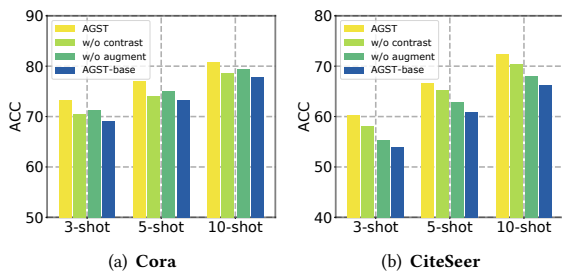 90
80
70
60
50
ACC
AGST
w/o contrast
w/o augment
AGST-base
3-shot 5-shot 10-shot
(a) Cora
80
70
60
50
40
ACC
AGST
w/o contrast
w/o augment
AGST-base
3-shot 5-shot 10-shot
(b) CiteSeer